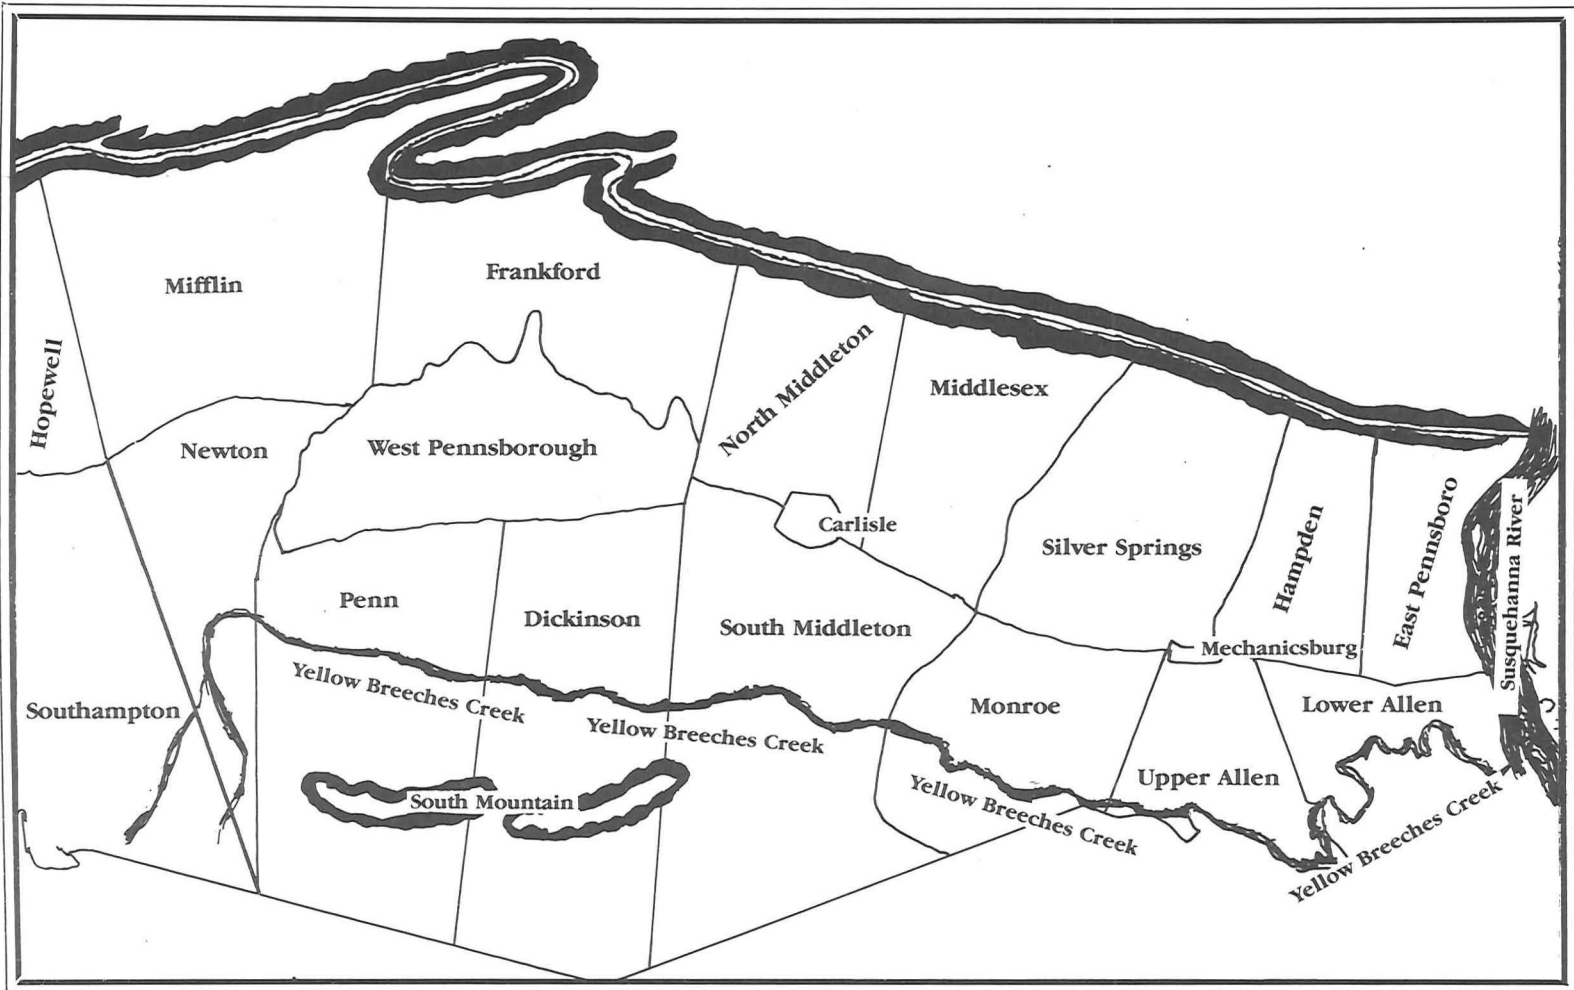 Mifflin
Frankford
Hopewell
North Middleton
Middlesex
Newton
West Pennsborough
Carlisle
Silver Springs
Hampden
East Pennsboro
Susquehanna River
Penn
Dickinson
South Middleton
Mechanicsburg
Yellow Breeches Creek
Southampton
Yellow Breeches Creek
Monroe
Lower Allen
Upper Allen
South Mountain
Yellow Breeches Creek
Yellow Breeches Creek